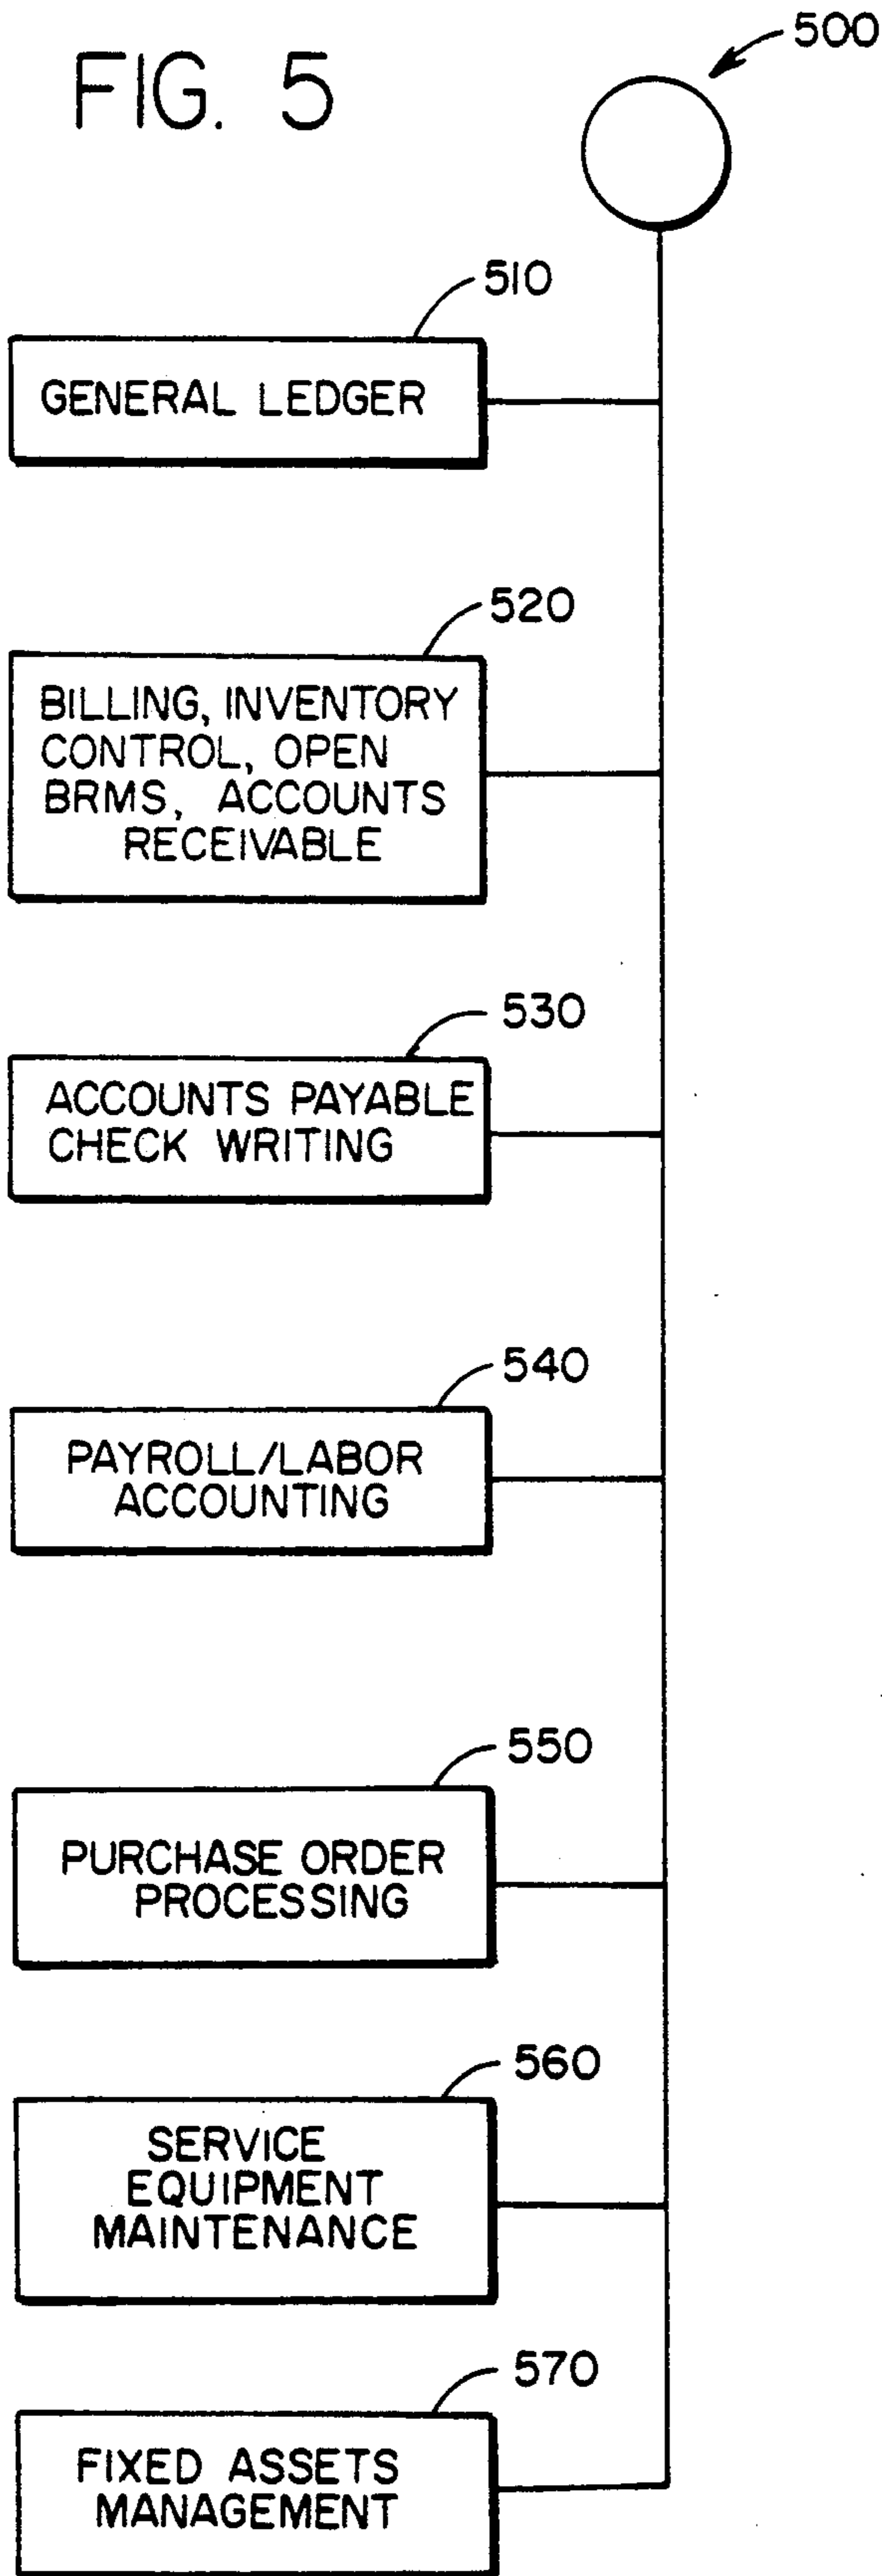 500
FIG. 5
510
GENERAL LEDGER
520
BILLING, INVENTORY
CONTROL, OPEN
BRMS, ACCOUNTS
RECEIVABLE
530
ACCOUNTS PAYABLE
CHECK WRITING
540
PAYROLL/LABOR
ACCOUNTING
550
PURCHASE ORDER
PROCESSING
560
SERVICE
EQUIPMENT
MAINTENANCE
570
FIXED ASSETS
MANAGEMENT